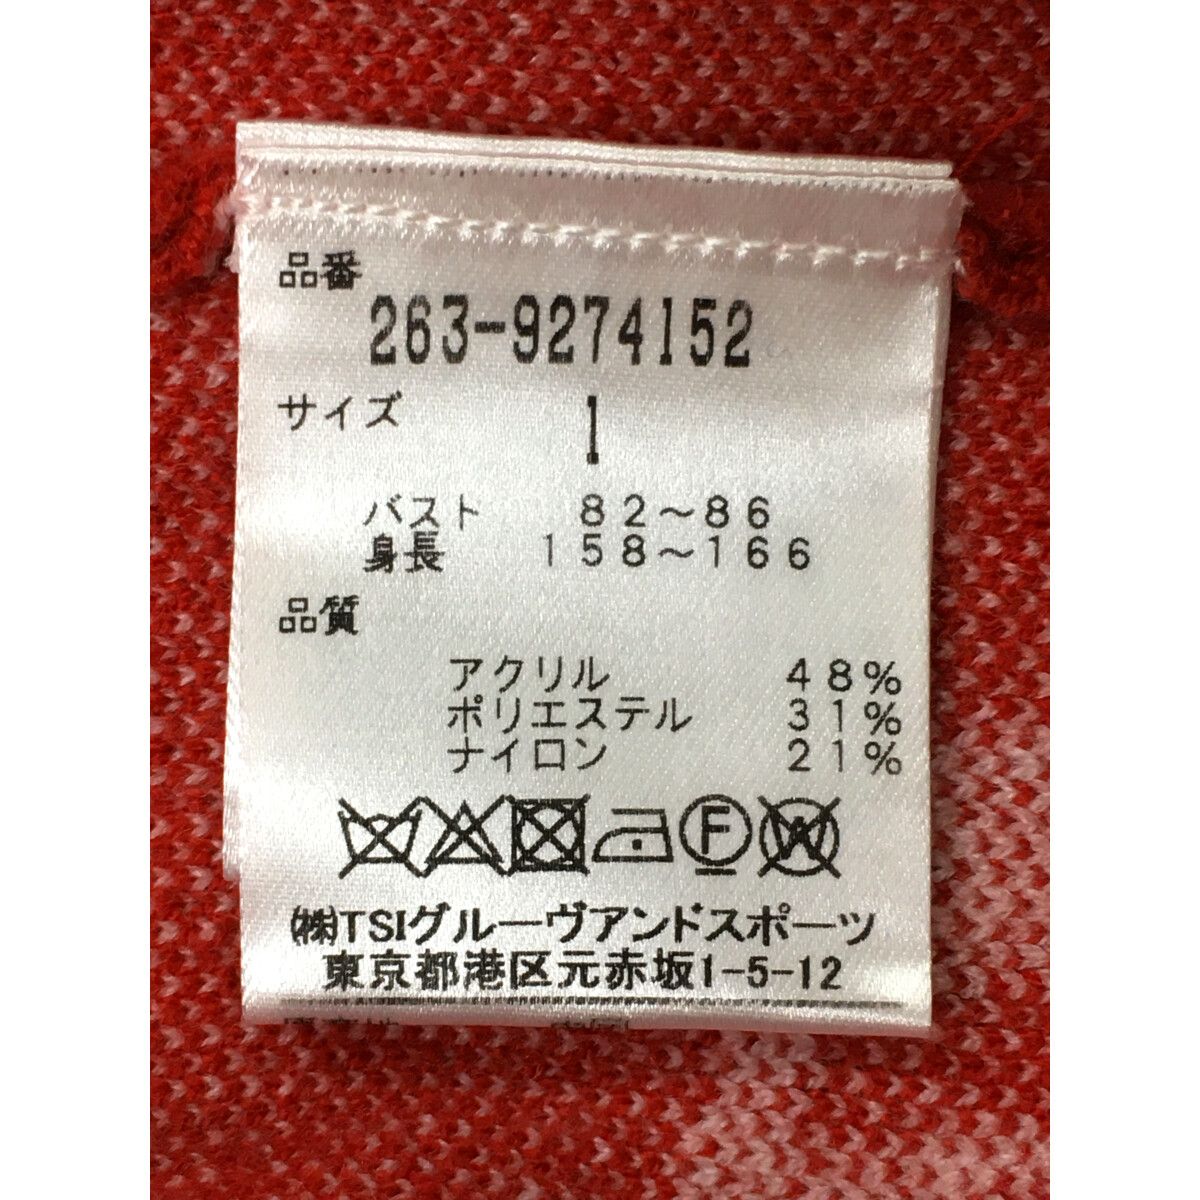 品番
263-9274152
サイズ 1
バスト 82～86
身長 158～166
品質
アクリル 48%
ポリエステル 31%
ナイロン 21%
F W
㈱TSIグルーヴアンドスポーツ
東京都港区元赤坂1-5-12